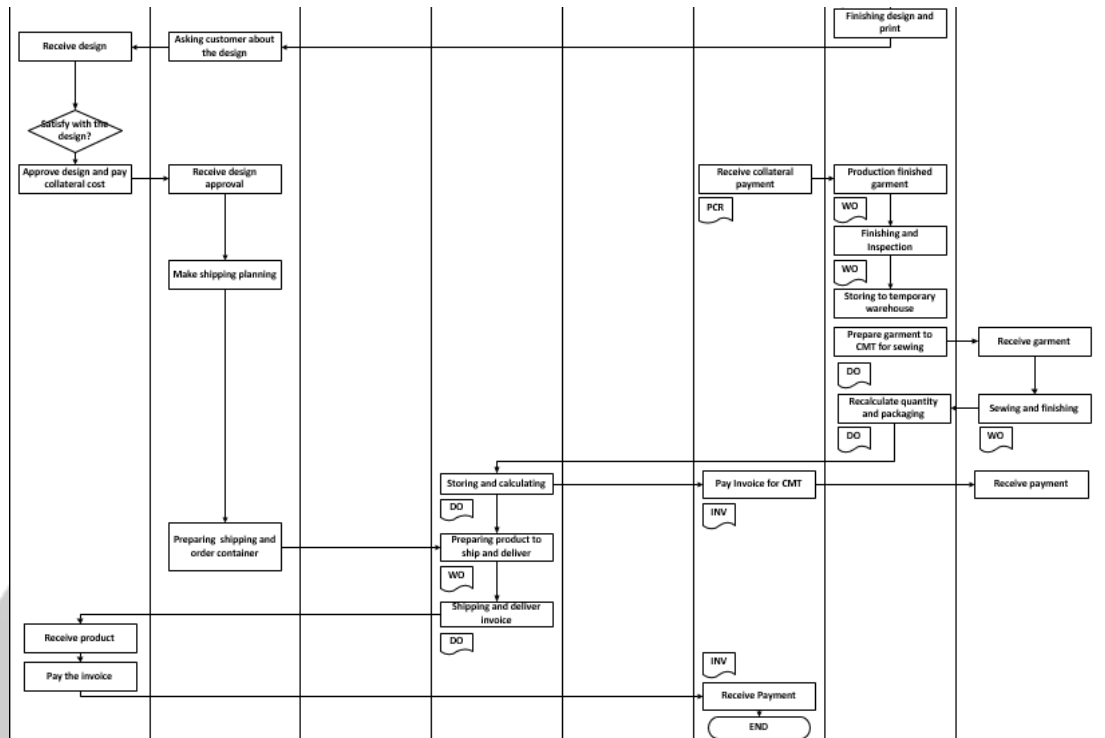 Finishing design and
print
Receive design
Asking customer about
the design
Satisfy with the
design?
Approve design and pay
collateral cost
Receive design
approval
Receive collateral
payment
Production finished
garment
PCR
WO
Finishing and
Inspection
Make shipping planning
WO
Storing to temporary
warehouse
Prepare garment to
CMT for sewing
Receive garment
DO
Recalculate quantity
and packaging
Sewing and finishing
DO
WO
Storing and calculating
Pay Invoice for CMT
Receive payment
DO
INV
Preparing shipping and
order container
Preparing product to
ship and deliver
WO
Shipping and deliver
invoice
Receive product
DO
INV
Pay the invoice
Receive Payment
END